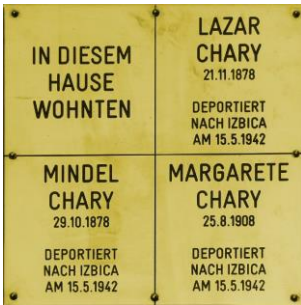 IN DIESEM
HAUSE
WOHNTEN
LAZAR
CHARY
21.11.1878
DEPORTIERT
NACH IZBICA
AM 15.5.1942
MINDEL
CHARY
29.10.1878
DEPORTIERT
NACH IZBICA
AM 15.5.1942
MARGARETE
CHARY
25.8.1908
DEPORTIERT
NACH IZBICA
AM 15.5.1942